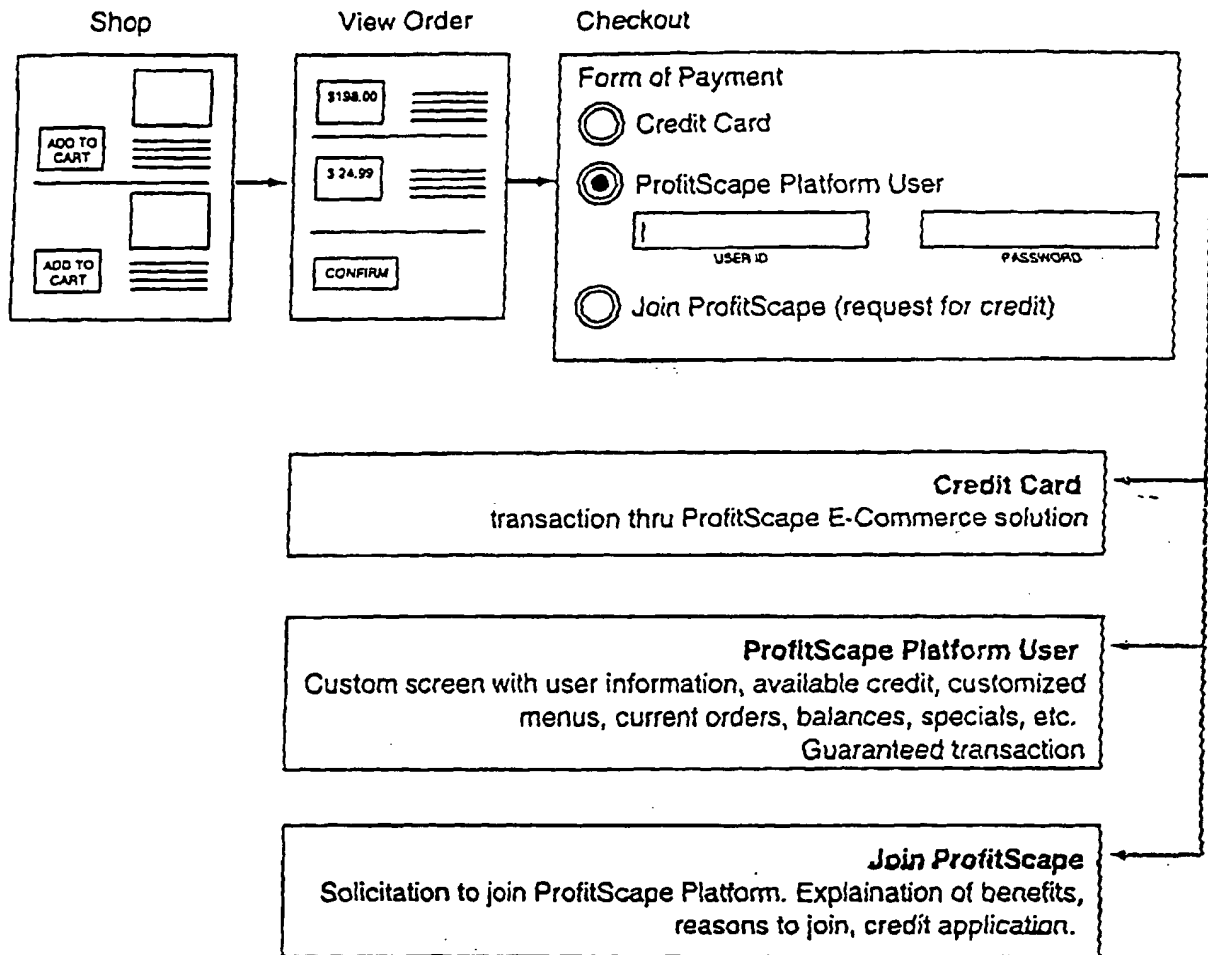 Shop
View Order
Checkout
ADD TO
CART
ADD TO
CART
$198.00
$ 24.99
CONFIRM
Form of Payment
Credit Card
ProfitScape Platform User
USER ID
PASSWORD
Join ProfitScape (request for credit)
Credit Card
transaction thru ProfitScape E-Commerce solution
ProfitScape Platform User
Custom screen with user information, available credit, customized
menus, current orders, balances, specials, etc.
Guaranteed transaction
Join ProfitScape
Solicitation to join ProfitScape Platform. Explaination of benefits,
reasons to join, credit application.